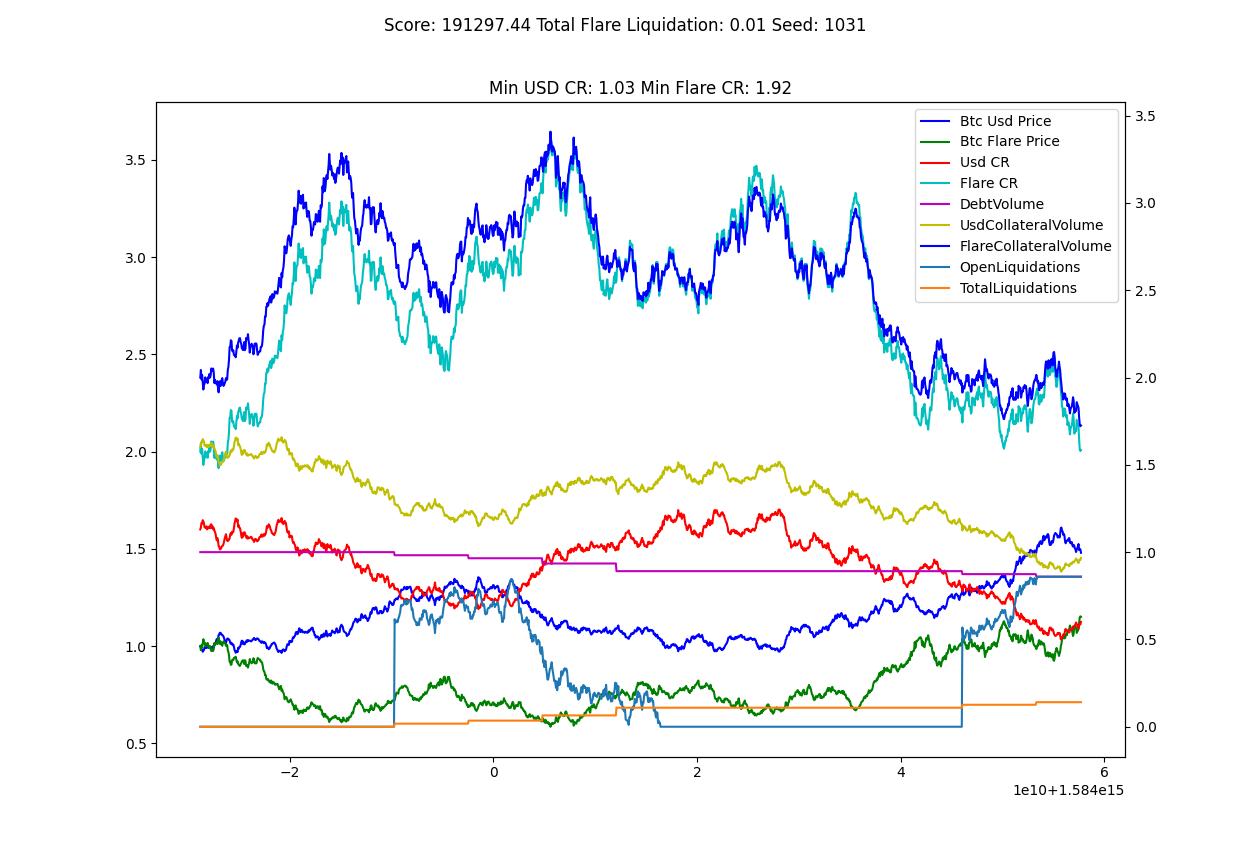 Score: 191297.44 Total Flare Liquidation: 0.01 Seed: 1031
Min USD CR: 1.03 Min Flare CR: 1.92
3.5
3.0
2.5
2.0
1.5
1.0
0.5
3.5
3.0
2.5
2.0
1.5
1.0
0.5
0.0
Btc Usd Price
Btc Flare Price
Usd CR
Flare CR
DebtVolume
UsdCollateralVolume
FlareCollateralVolume
OpenLiquidations
TotalLiquidations
−2 0 2 4 6
1e10+1.584e15